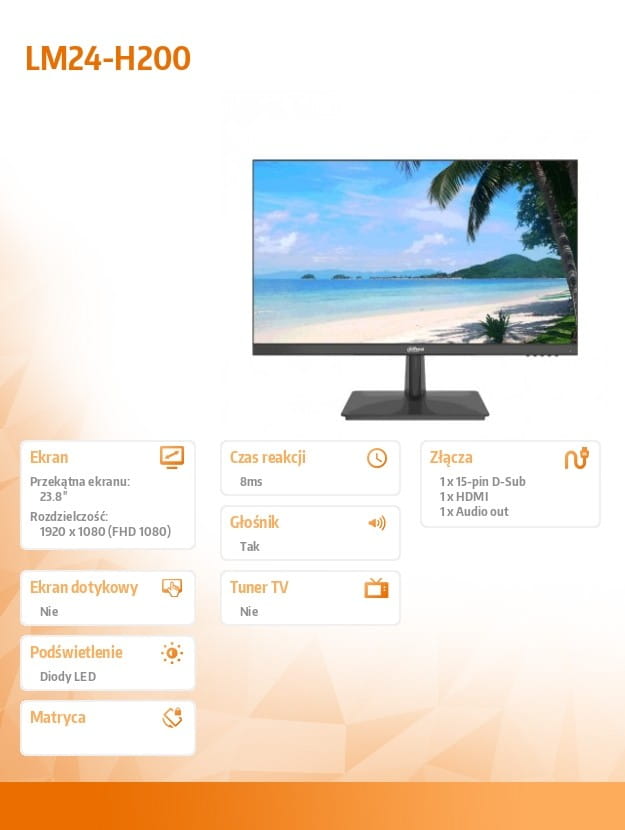 LM24-H200
alhua
Ekran
Przekątna ekranu:
23.8"
Rozdzielczość:
1920 x 1080 (FHD 1080)
Czas reakcji
8ms
Złącza
1 x 15-pin D-Sub
1 x HDMI
1 x Audio out
Głośnik
Tak
Ekran dotykowy
Nie
Tuner TV
Nie
Podświetlenie
Diody LED
Matryca